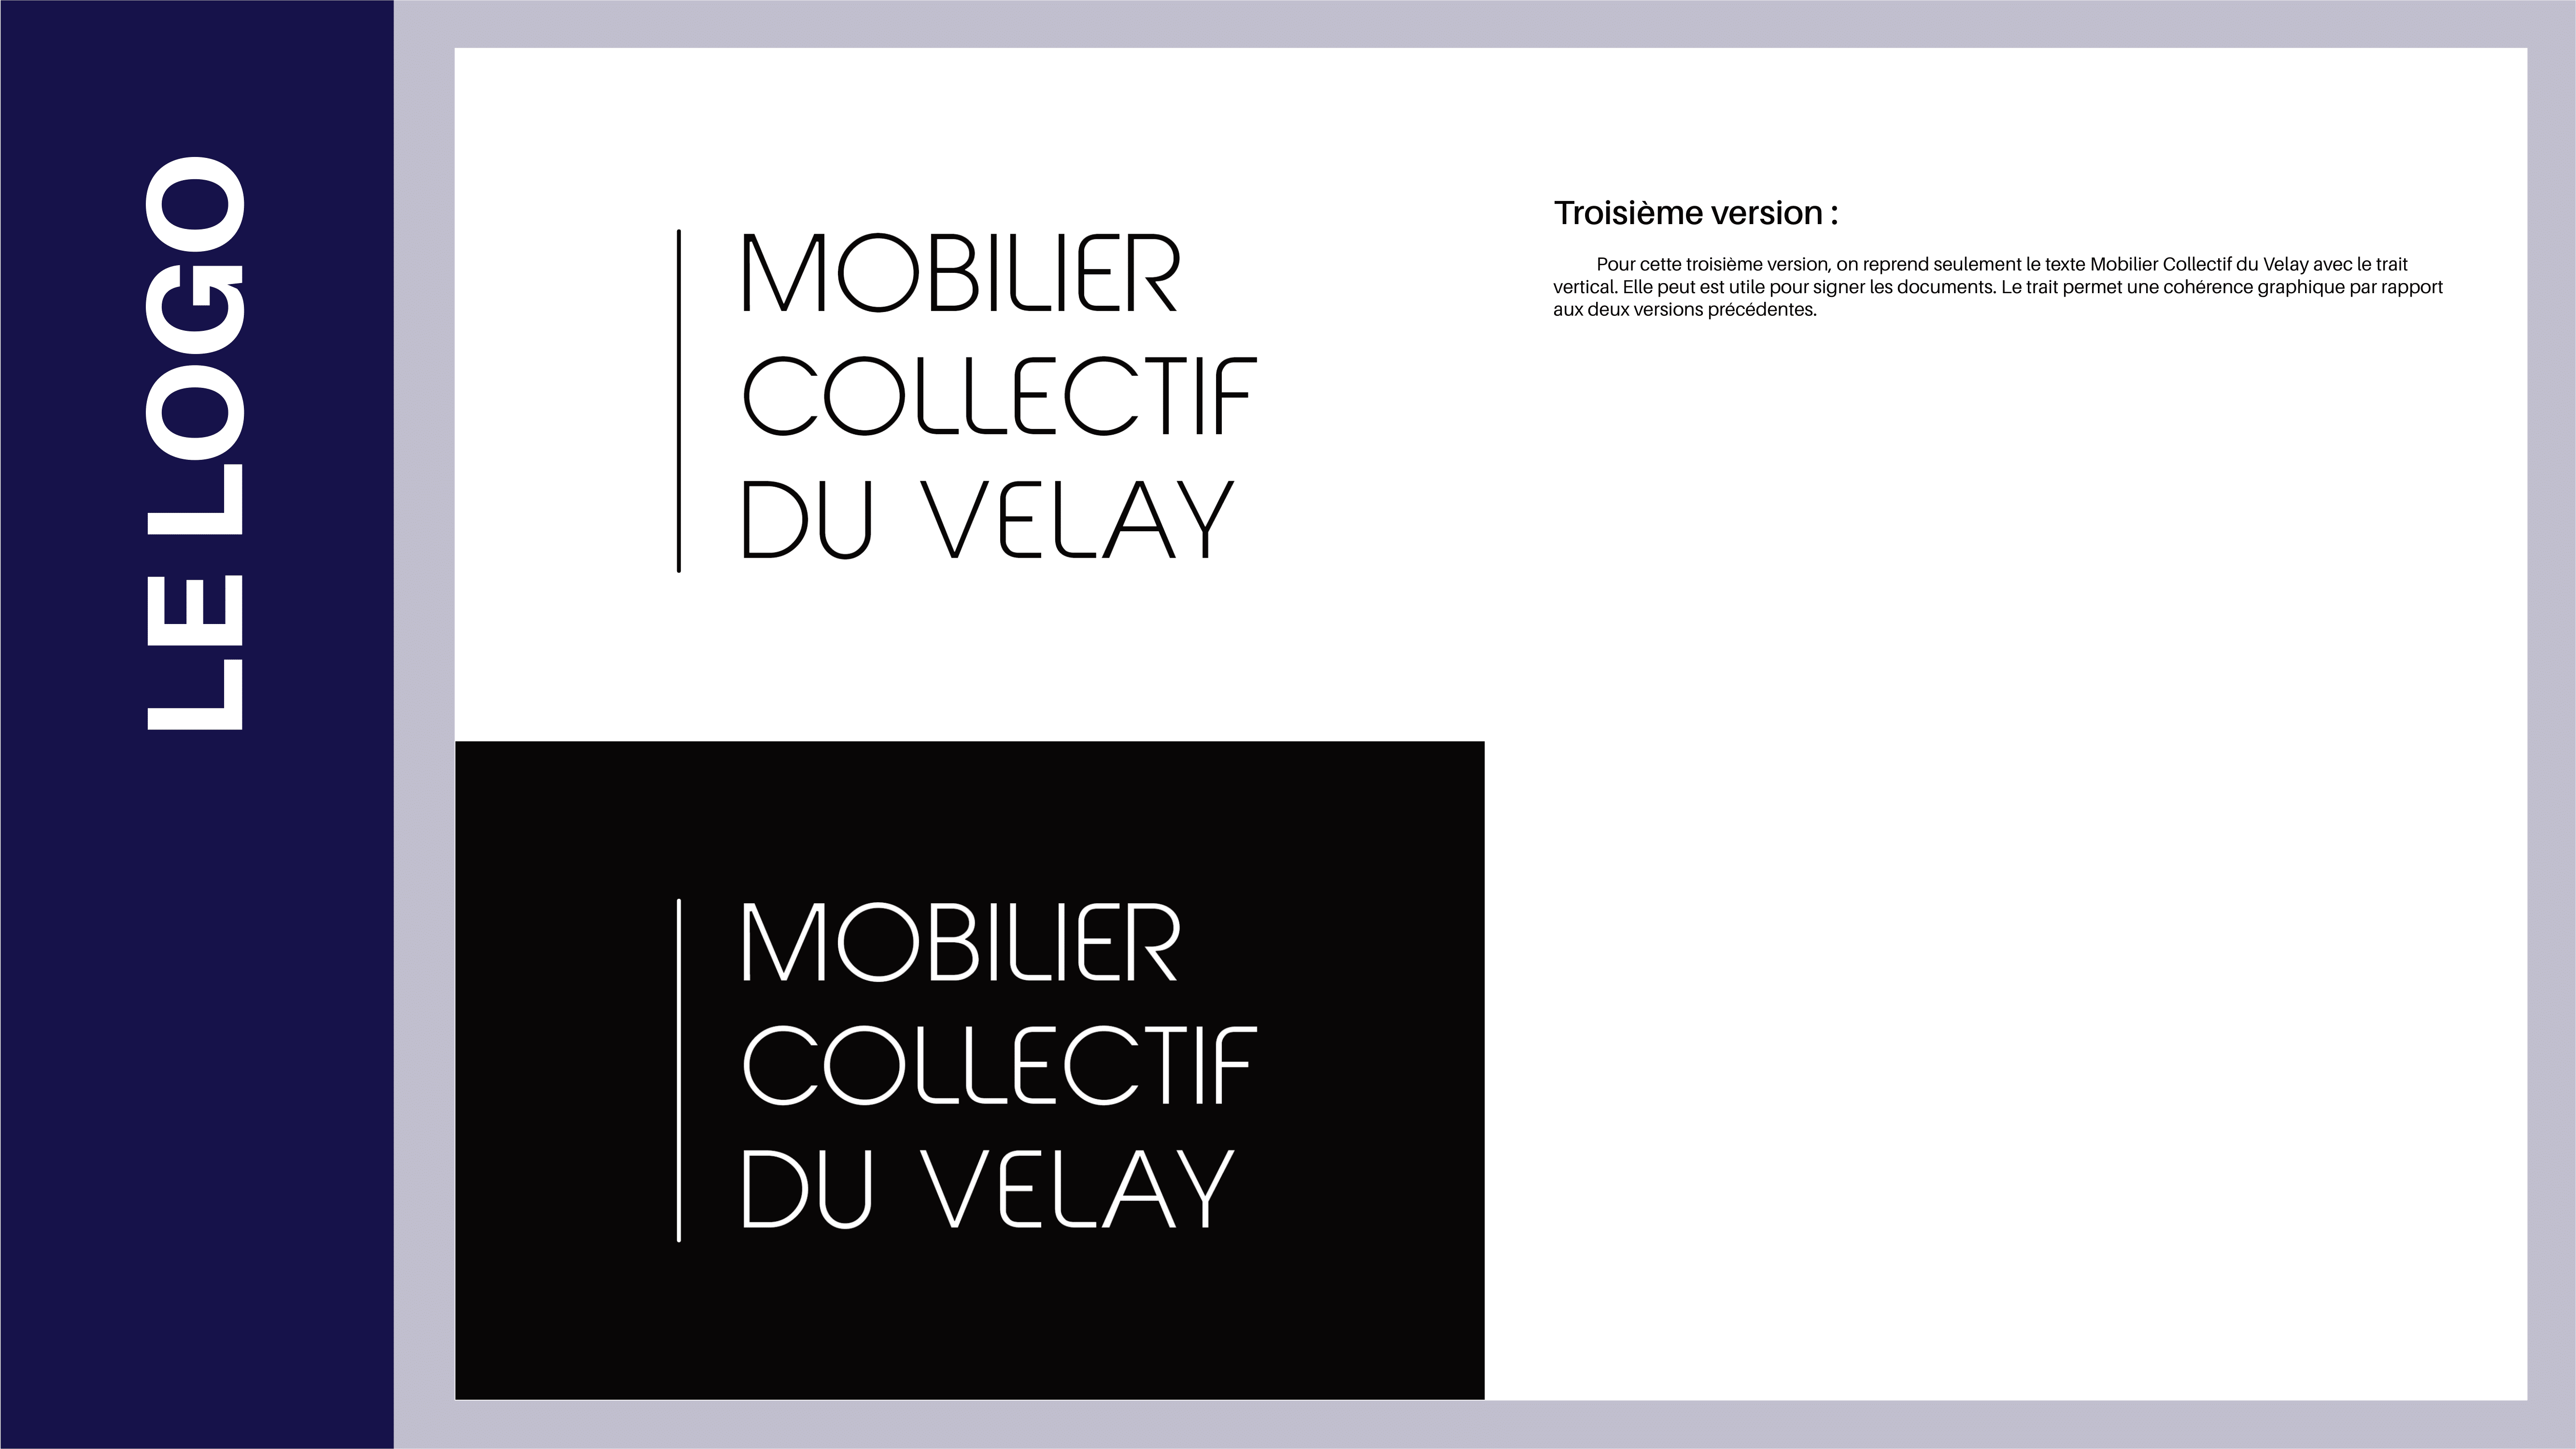 LE LOGO
MOBILIER
COLLECTIF
DU VELAY
Troisième version :
Pour cette troisième version, on reprend seulement le texte Mobilier Collectif du Velay avec le trait
vertical. Elle peut est utile pour signer les documents. Le trait permet une cohérence graphique par rapport
aux deux versions précédentes.
MOBILIER
COLLECTIF
DU VELAY